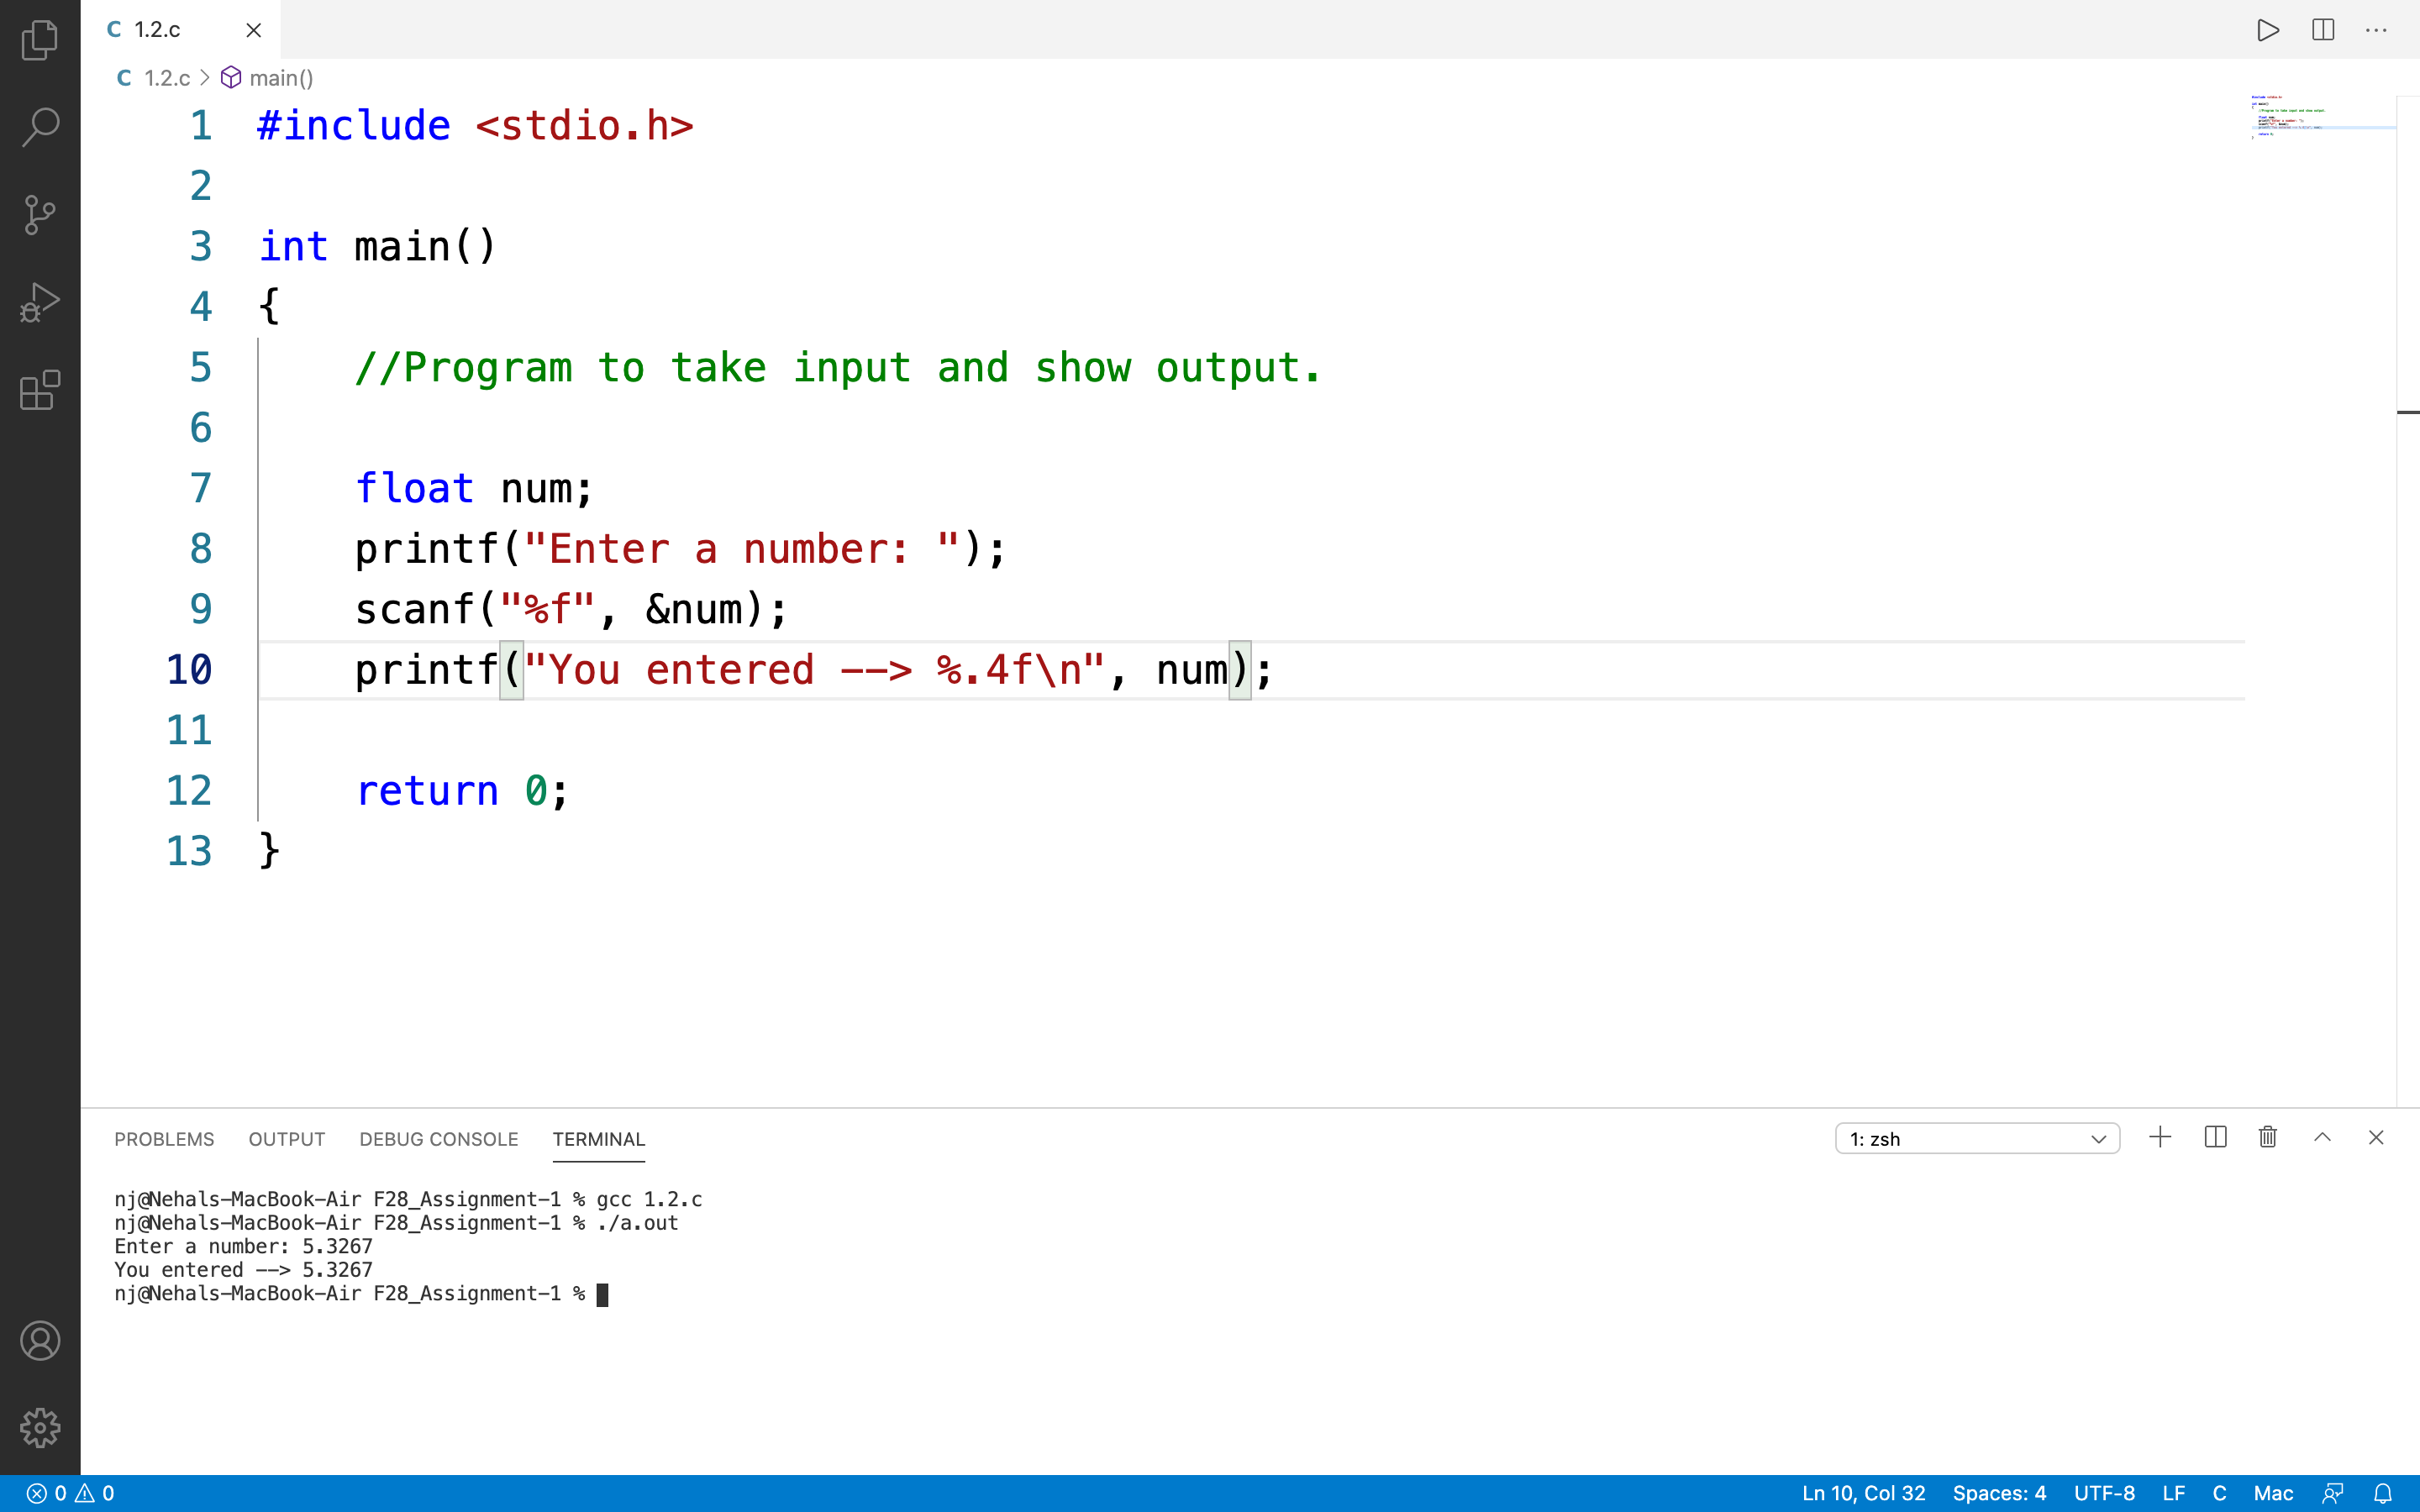 C 1.2.c
C 1.2.c > main()
1 #include <stdio.h>
2
3 int main()
4 {
5     //Program to take input and show output.
6
7     float num;
8     printf("Enter a number: ");
9     scanf("%f", &num);
10     printf("You entered --> %.4f\n", num);
11
12     return 0;
13 }
PROBLEMS OUTPUT DEBUG CONSOLE TERMINAL 1: zsh
nj@Nehals-MacBook-Air F28_Assignment-1 % gcc 1.2.c
nj@Nehals-MacBook-Air F28_Assignment-1 % ./a.out
Enter a number: 5.3267
You entered --> 5.3267
nj@Nehals-MacBook-Air F28_Assignment-1 %
0 0 Ln 10, Col 32 Spaces: 4 UTF-8 LF C Mac